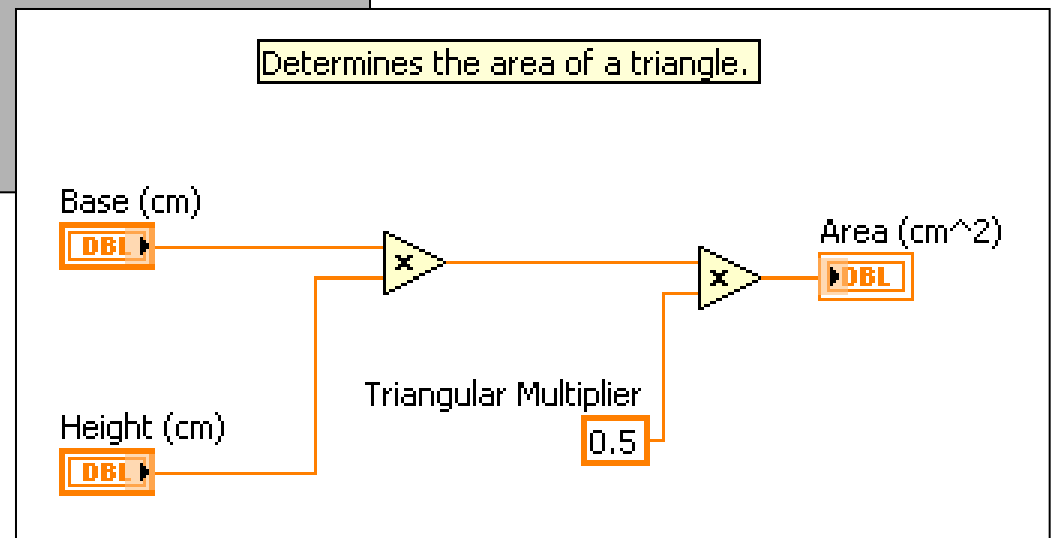 Determines the area of a triangle.
Base (cm)
DBL
x
x
Area (cm^2)
DBL
Triangular Multiplier
0.5
Height (cm)
DBL